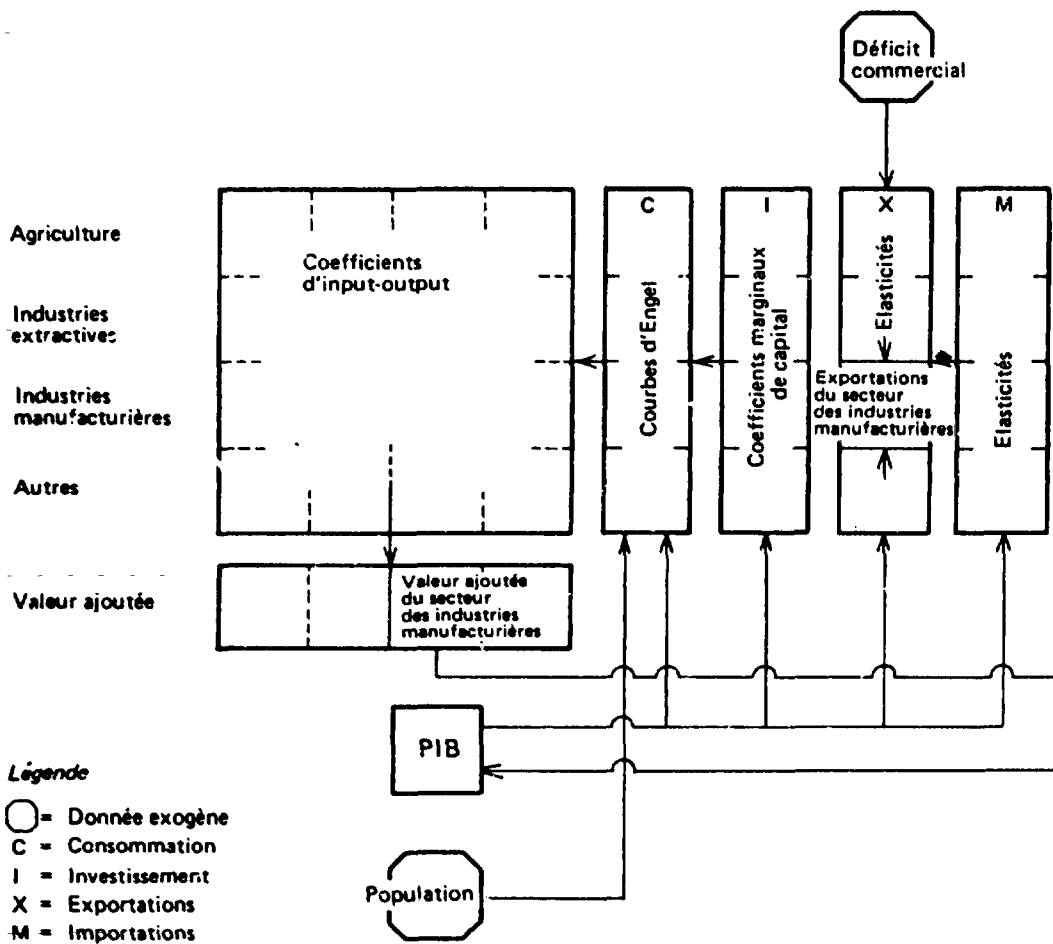 Déficit
commercial
C
I
X
M
Agriculture
Coefficients
d'input-output
Industries
extractives
Industries
manufacturières
Autres
Courbes d'Engel
Coefficients marginaux
de capital
Elasticités
Exportations
du secteur
des industries
manufacturières
Elasticités
Valeur ajoutée
Valeur ajoutée
du secteur
des industries
manufacturières
PIB
Légende
= Donnée exogène
C = Consommation
I = Investissement
X = Exportations
M = Importations
Population